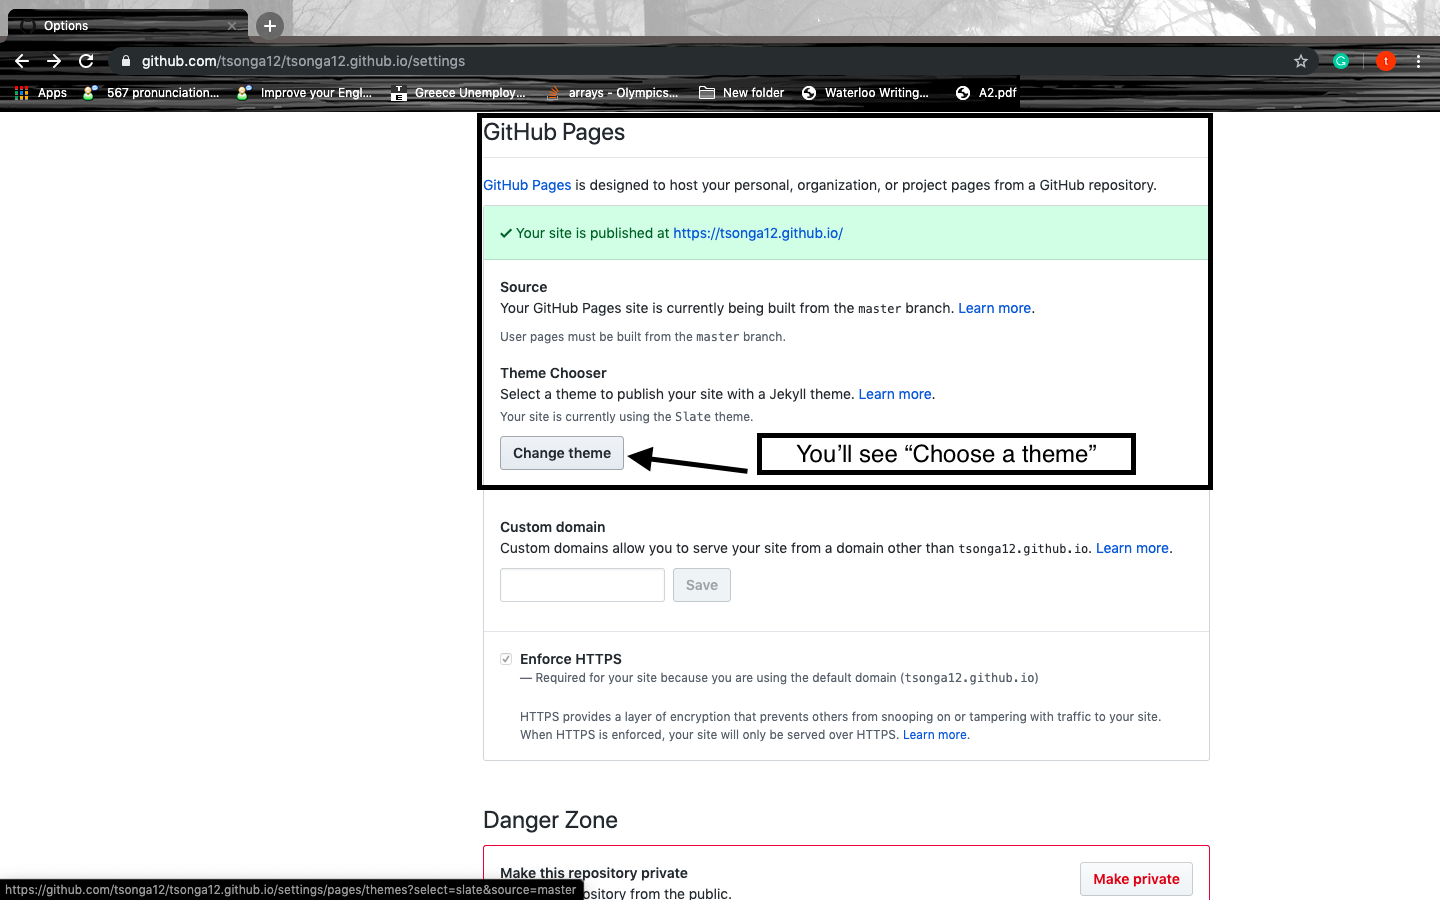 Options
github.com/tsonga12/tsonga12.github.io/settings
t
Apps 567 pronunciation... Improve your Engl... Greece Unemploy... arrays - Olympics... New folder Waterloo Writing... A2.pdf
GitHub Pages
GitHub Pages is designed to host your personal, organization, or project pages from a GitHub repository.
Your site is published at https://tsonga12.github.io/
Source
Your GitHub Pages site is currently being built from the master branch. Learn more.
User pages must be built from the master branch.
Theme Chooser
Select a theme to publish your site with a Jekyll theme. Learn more.
Your site is currently using the Slate theme.
Change theme
You'll see “Choose a theme”
Custom domain
Custom domains allow you to serve your site from a domain other than tsonga12.github.io. Learn more.
Save
Enforce HTTPS
— Required for your site because you are using the default domain (tsonga12.github.io)
HTTPS provides a layer of encryption that prevents others from snooping on or tampering with traffic to your site.
When HTTPS is enforced, your site will only be served over HTTPS. Learn more.
Danger Zone
Make this repository private
Make private
ository from the public.
https://github.com/tsonga12/tsonga12.github.io/settings/pages/themes?select=slate&source=master